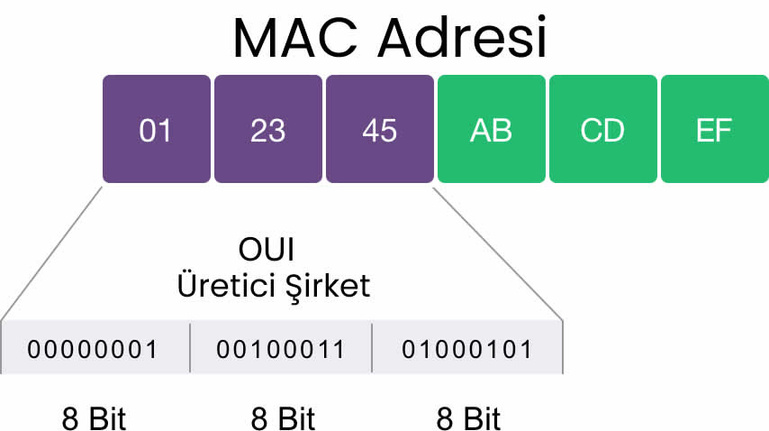 MAC Adresi
01 23 45 AB CD EF
OUI
Üretici Şirket
00000001 00100011 01000101
8 Bit 8 Bit 8 Bit